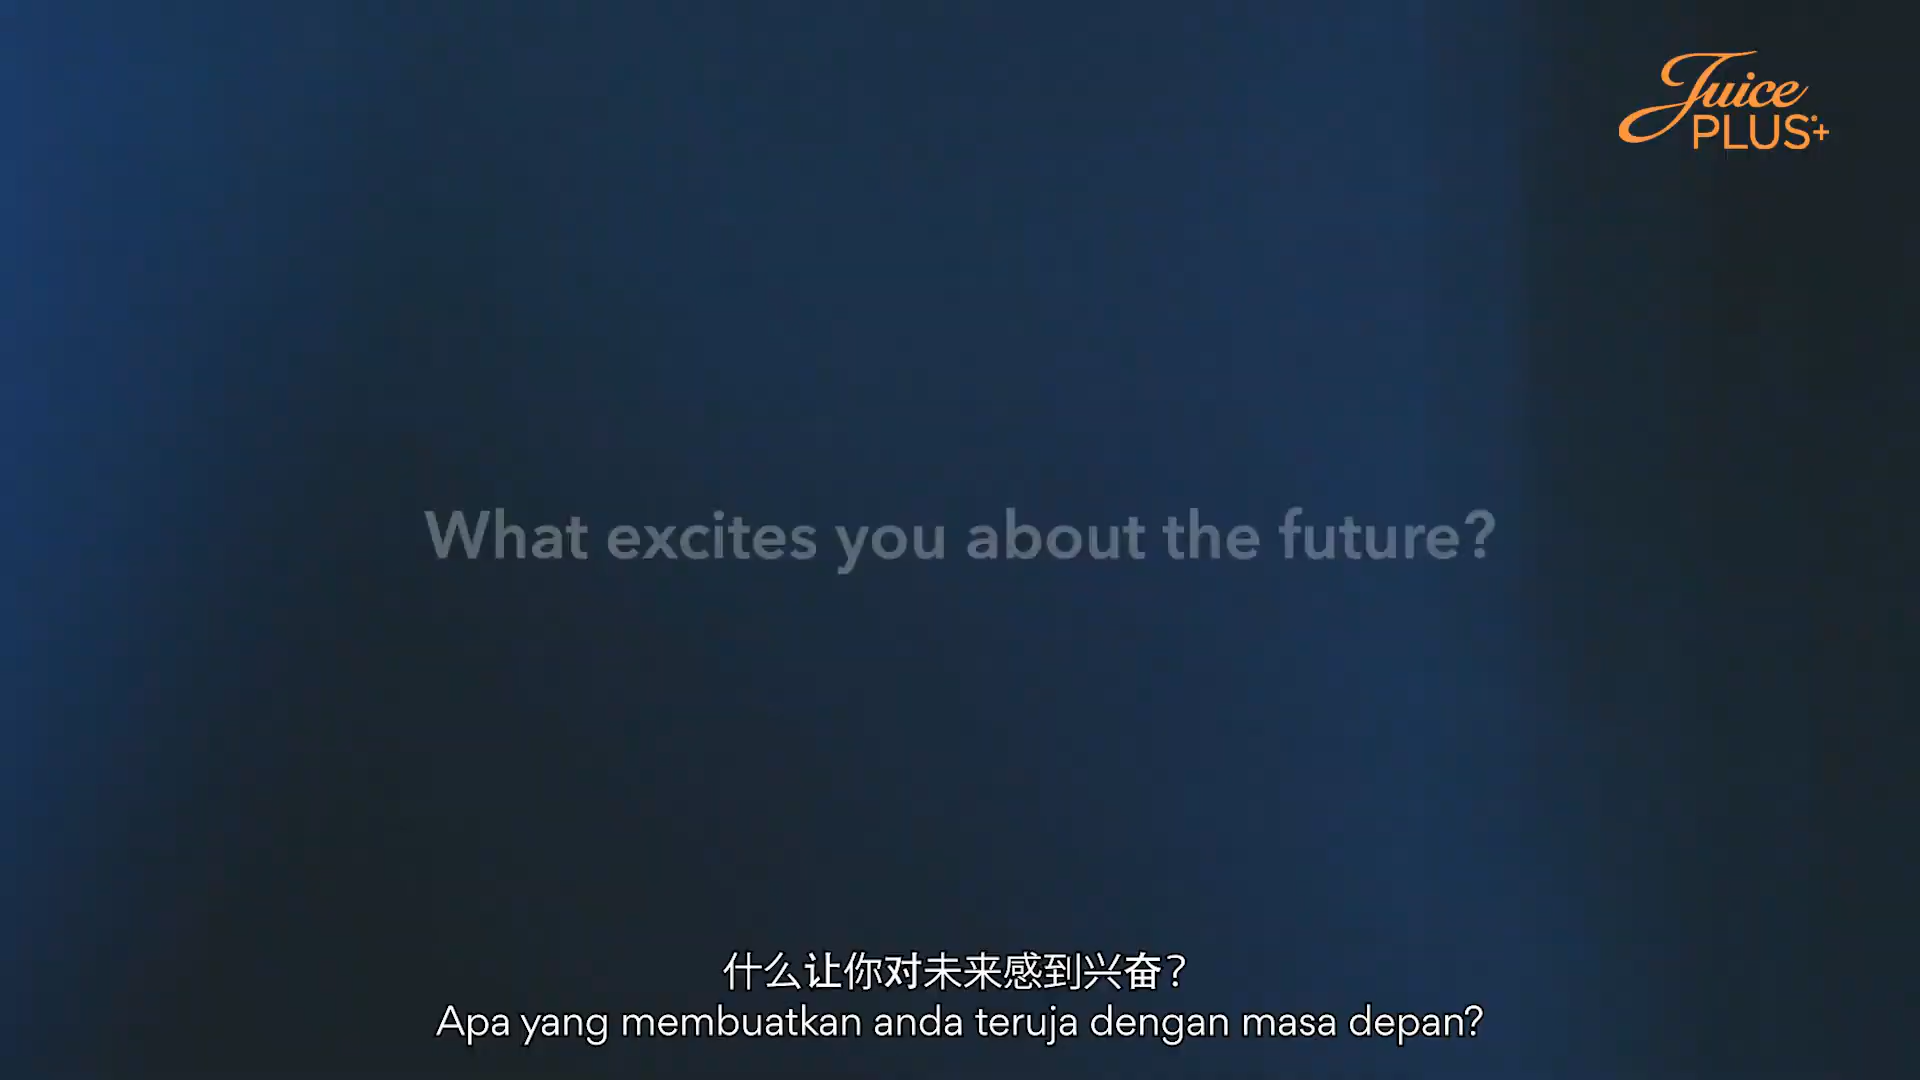 Juice
PLUS+
What excites you about the future?
什么让你对未来感到兴奋？
Apa yang membuatkan anda teruja dengan masa depan?